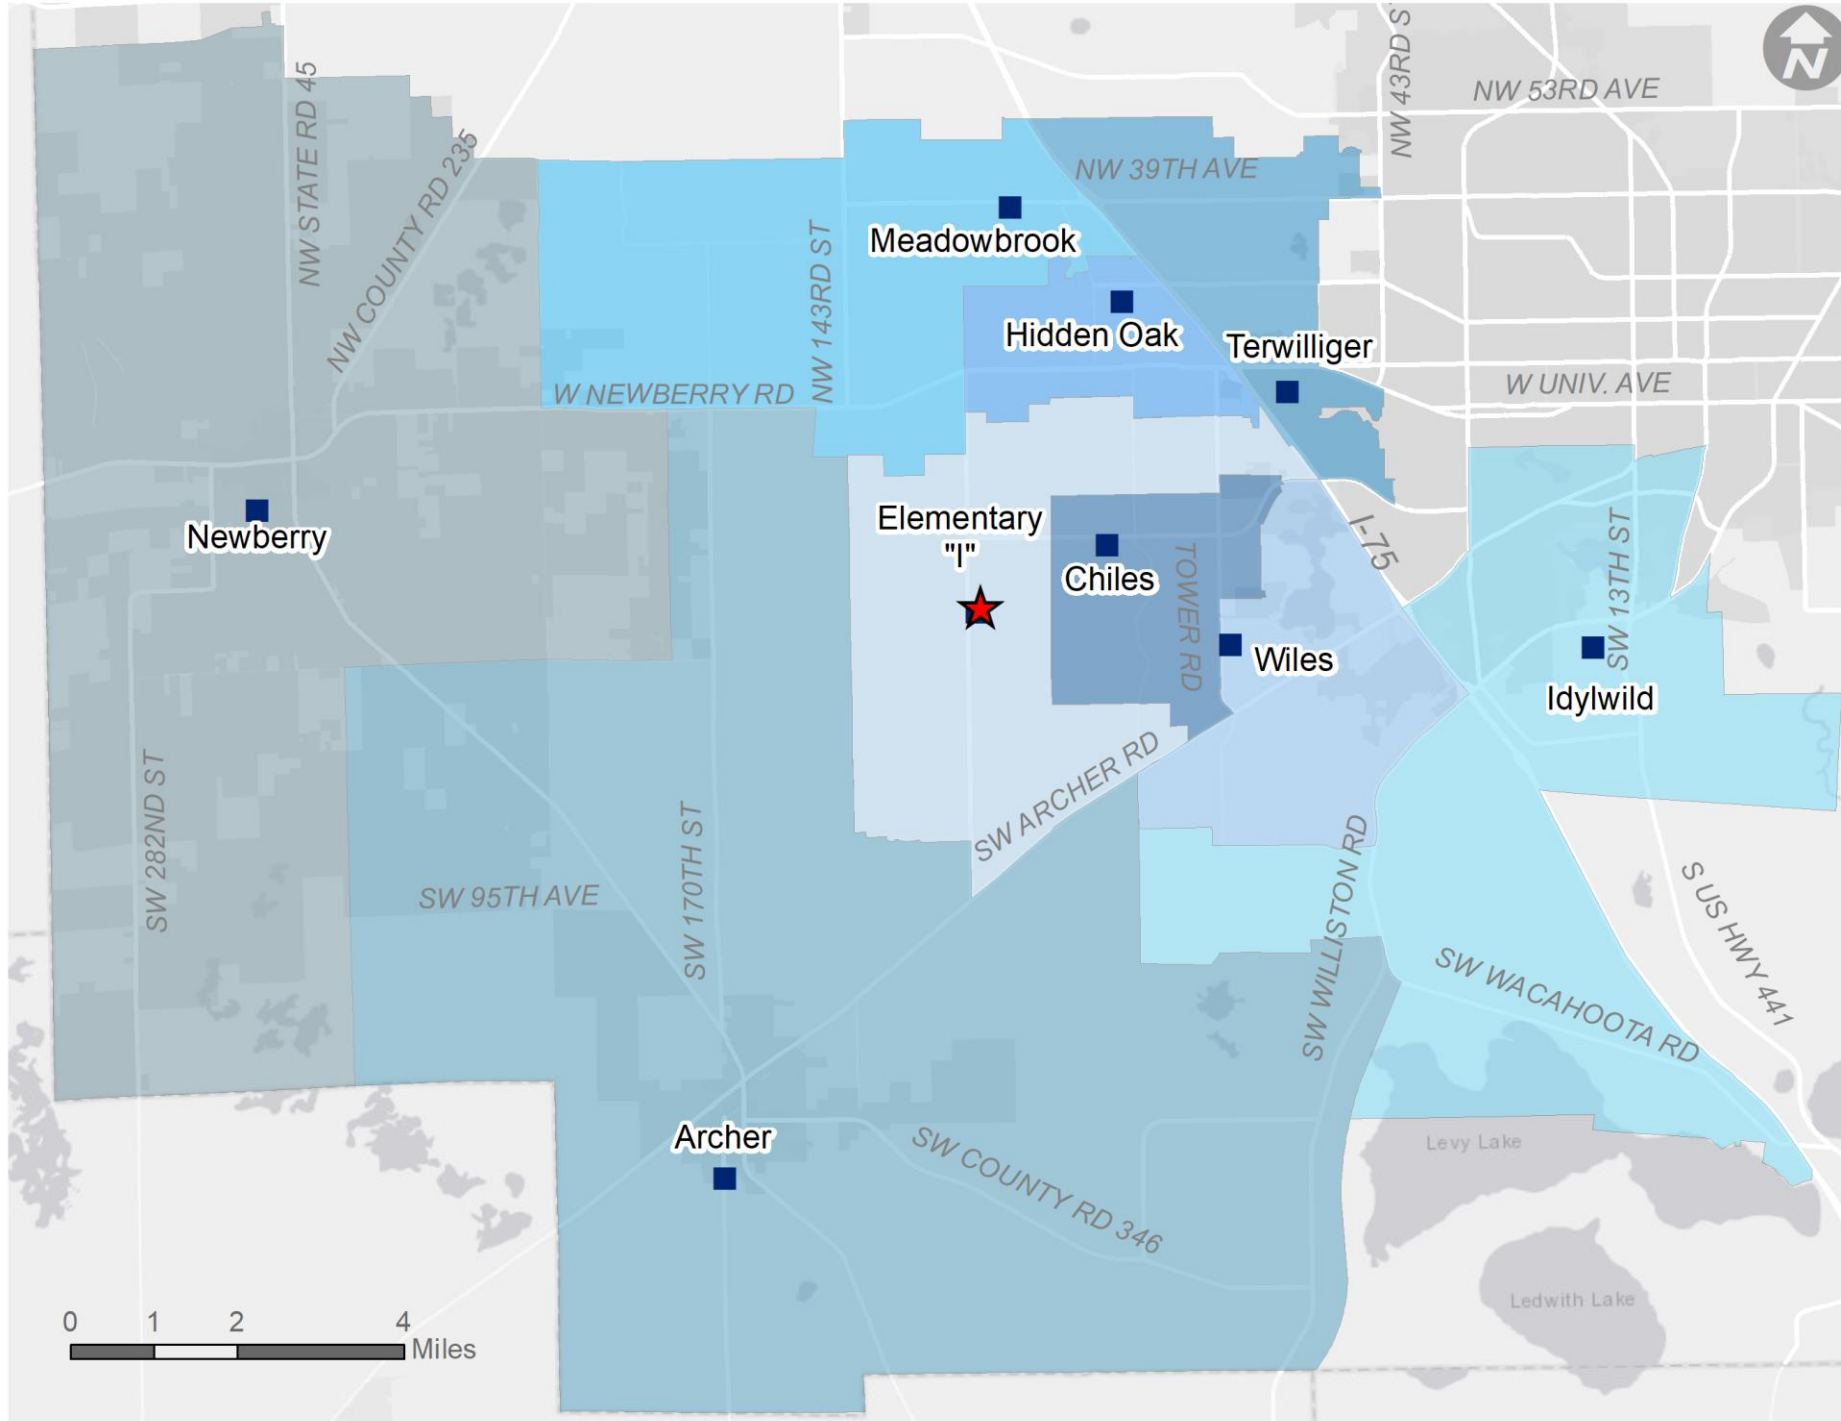 N
NW 43RD S
NW 53RD AVE
NW STATE RD 45
NW COUNTY RD 235
NW 39TH AVE
Meadowbrook
NW 143RD ST
Hidden Oak
Terwilliger
W NEWBERRY RD
W UNIV. AVE
Newberry
Elementary
"I"
I-75
Chiles
TOWER RD
SW 13TH ST
Wiles
Idylwild
SW 282ND ST
SW 170TH ST
SW ARCHER RD
SW 95TH AVE
SW WILLISTON RD
S US HWY 441
SW WACAHOOTA RD
Archer
SW COUNTY RD 346
Levy Lake
Ledwith Lake
0 1 2 4
Miles